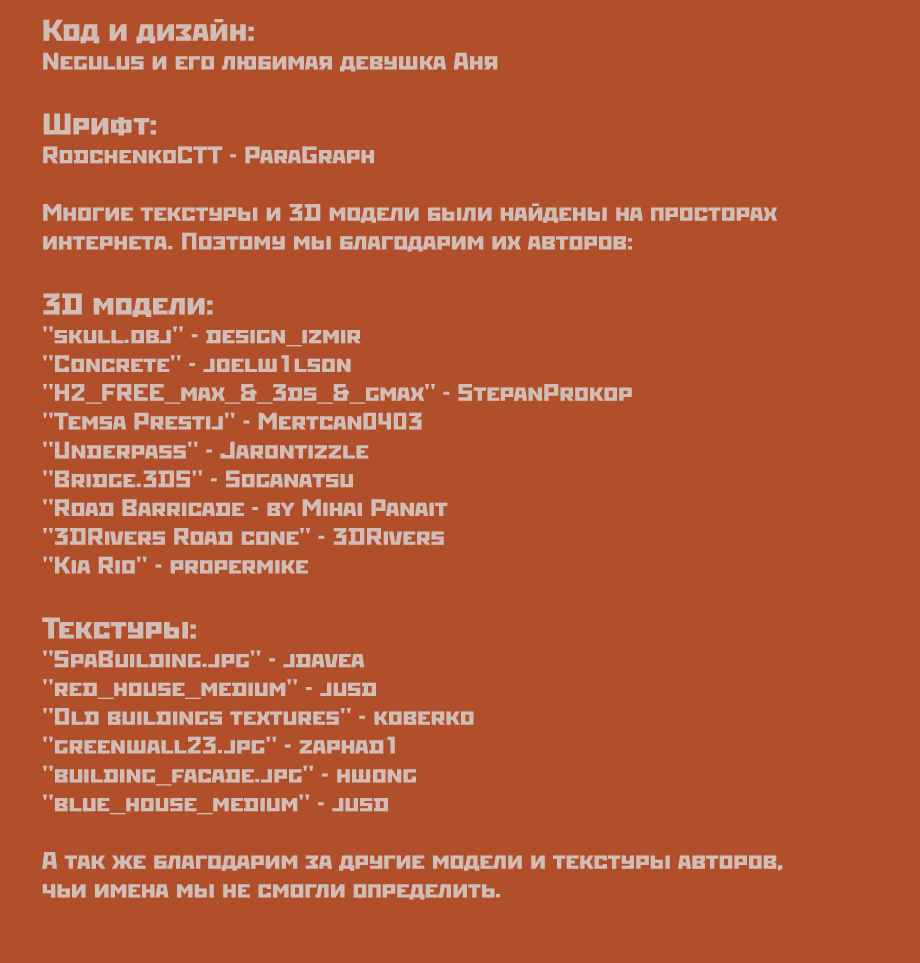 Код и дизайн:
Negulus и его любимая девушка Аня
Шрифт:
RodchenkoCTT - ParaGraph
Многие текстуры и 3D модели были найдены на просторах
интернета. Поэтому мы благодарим их авторов:
3D модели:
"skull.obj" - design_izmir
"Concrete" - joelw1lson
"H2_FREE_max_&_3ds_&_gmax" - StepanProkop
"Temsa Prestij" - Mertcan0403
"Underpass" - Jarontizzle
"Bridge.3DS" - Soganatsu
"Road Barricade - by Mihai Panait
"3DRivers Road cone" - 3DRivers
"Kia Rio" - propermike
Текстуры:
"SpaBuilding.jpg" - jdavea
"red_house_medium" - jusd
"Old buildings textures" - koberko
"greenwall23.jpg" - zaphad1
"building_facade.jpg" - hwong
"blue_house_medium" - jusd
А так же благодарим за другие модели и текстуры авторов,
чьи имена мы не смогли определить.